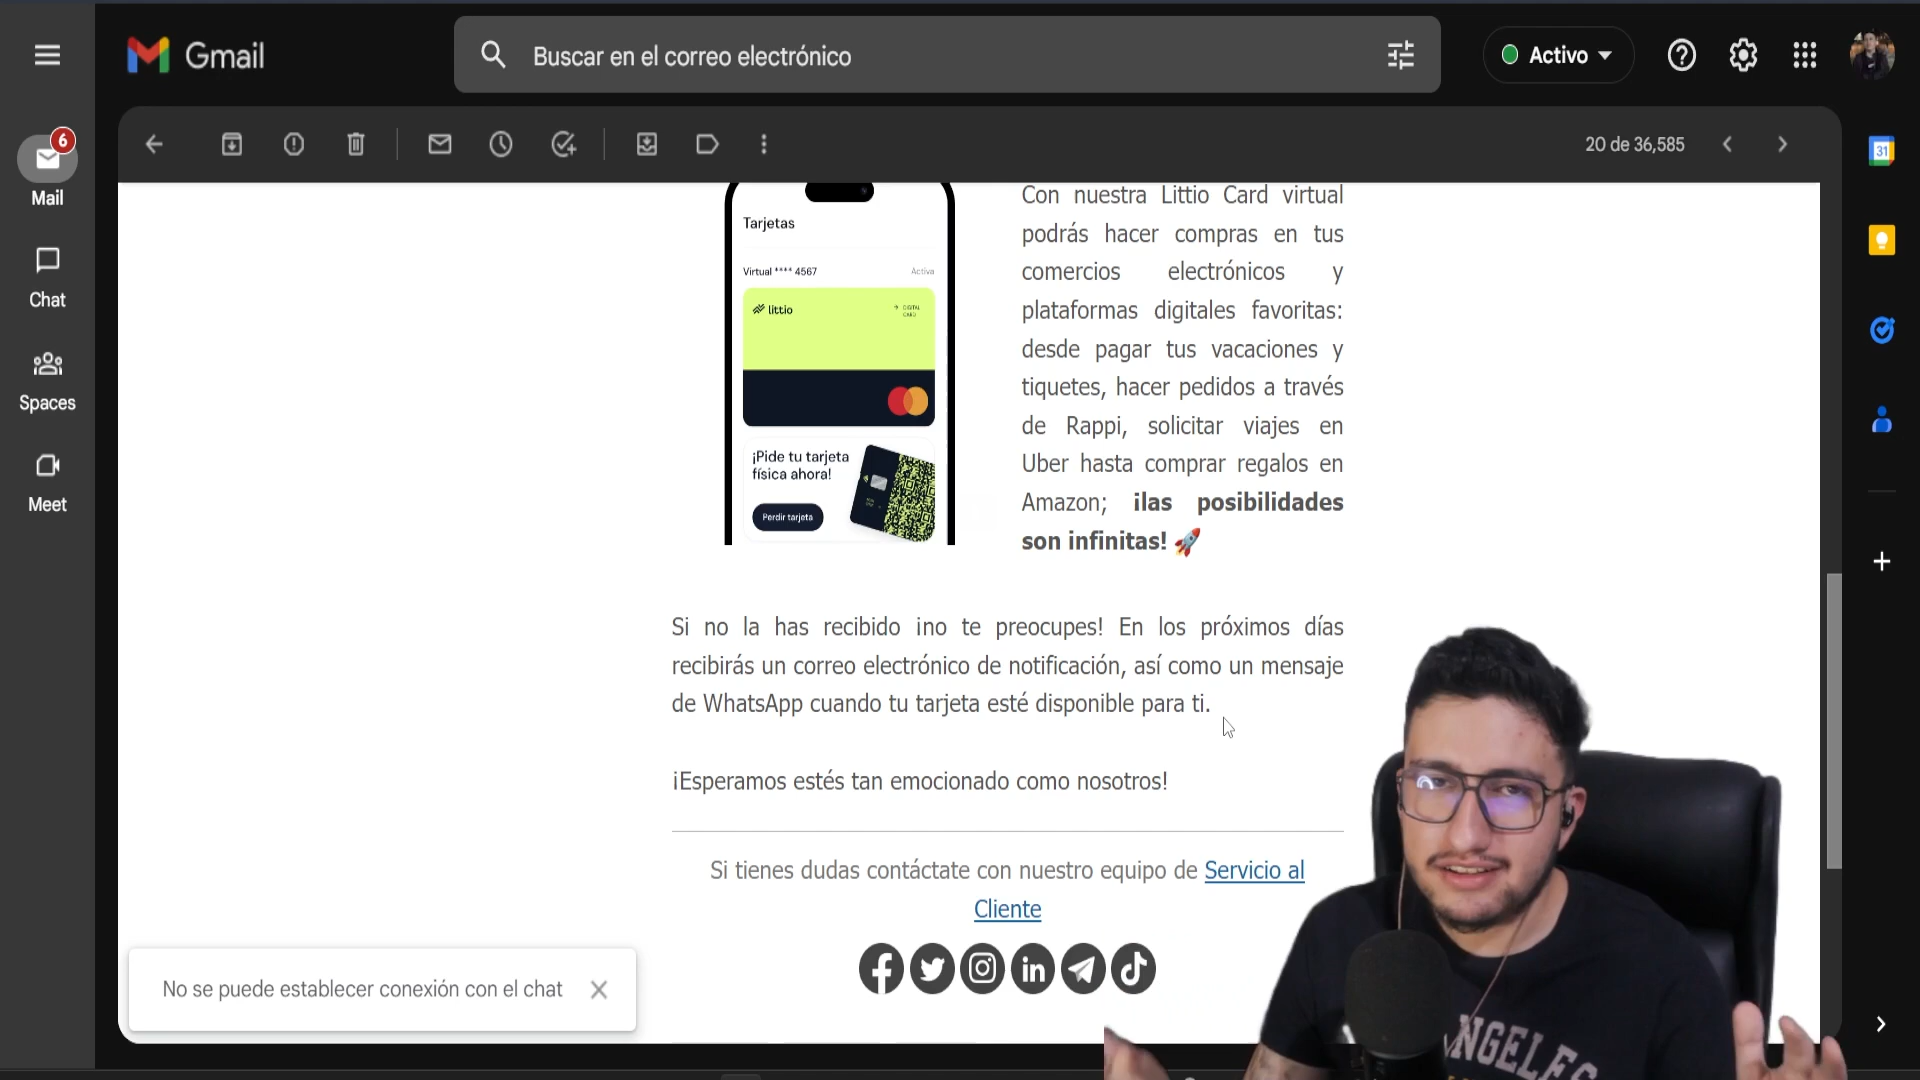 Gmail
Buscar en el correo electrónico
Activo
6
Mail
Chat
Spaces
Meet
20 de 36,585
31
Tarjetas
Virtual **** 4567
Activa
littio
DIGITAL
CARD
¡Pide tu tarjeta
física ahora!
Perdir tarjeta
Con nuestra Littio Card virtual
podrás hacer compras en tus
comercios electrónicos y
plataformas digitales favoritas:
desde pagar tus vacaciones y
tiquetes, hacer pedidos a través
de Rappi, solicitar viajes en
Uber hasta comprar regalos en
Amazon; ¡las posibilidades
son infinitas! 🚀
Si no la has recibido ¡no te preocupes! En los próximos días
recibirás un correo electrónico de notificación, así como un mensaje
de WhatsApp cuando tu tarjeta esté disponible para ti.
¡Esperamos estés tan emocionado como nosotros!
Si tienes dudas contáctate con nuestro equipo de Servicio al
Cliente
No se puede establecer conexión con el chat
ANGELES